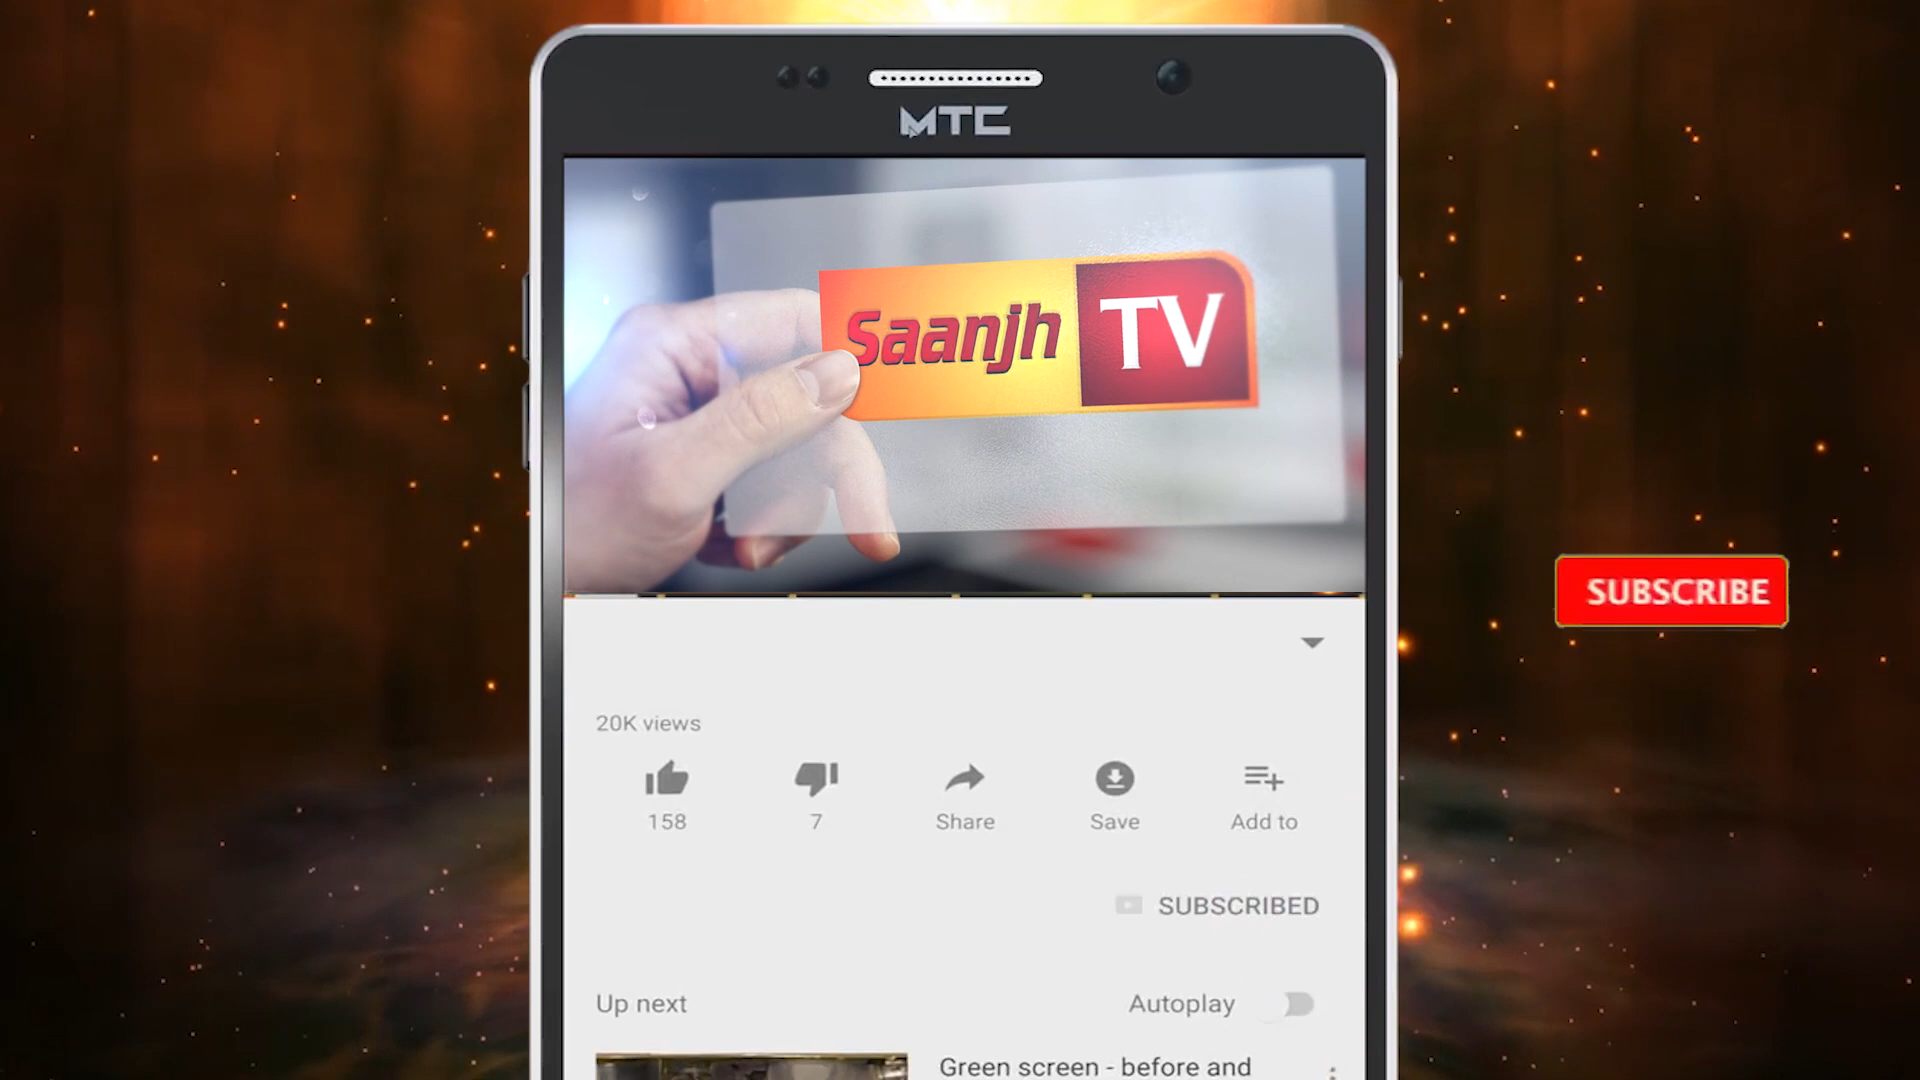 MTC
Saanjh TV
SUBSCRIBE
20K views
158
7
Share
Save
Add to
SUBSCRIBED
Up next
Autoplay
Green screen - before and